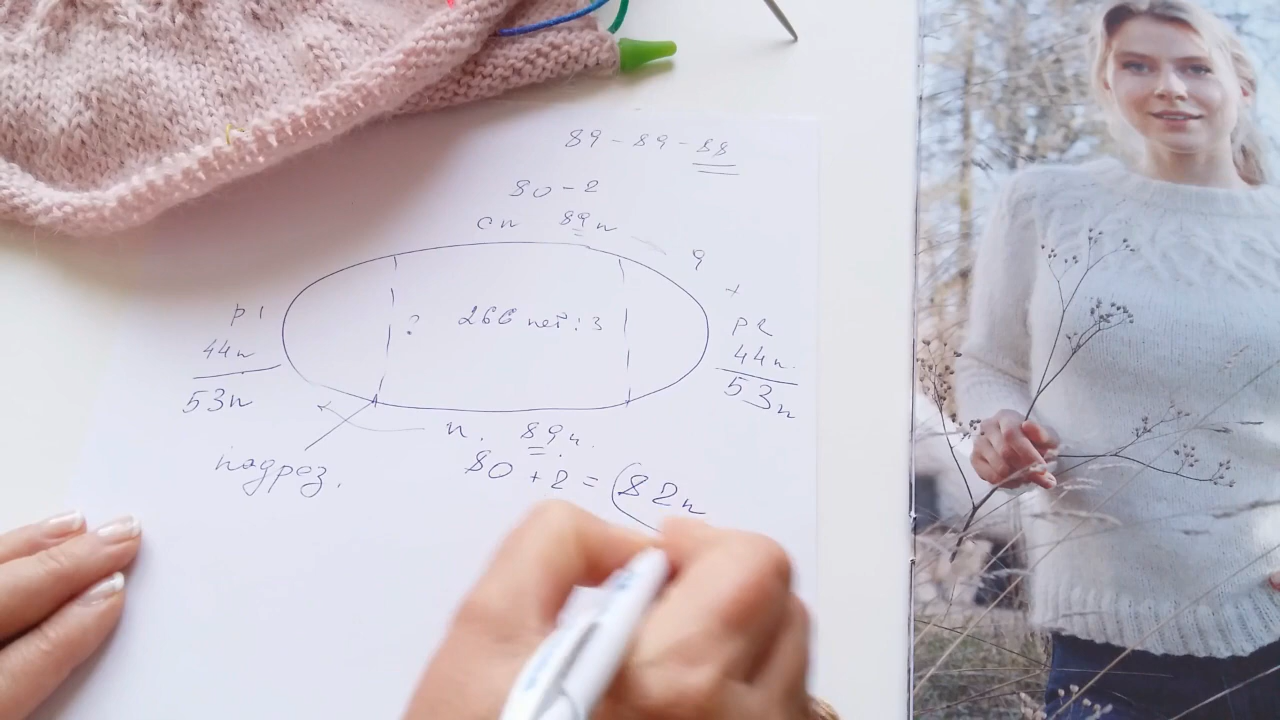 89 - 89 - 88
80 - 2
сп 89п
9
+
р1
44п
53п
? 266 пет : 3
р2
44п.
53п
п. 89п.
80 + 2 = 82п
подрез.